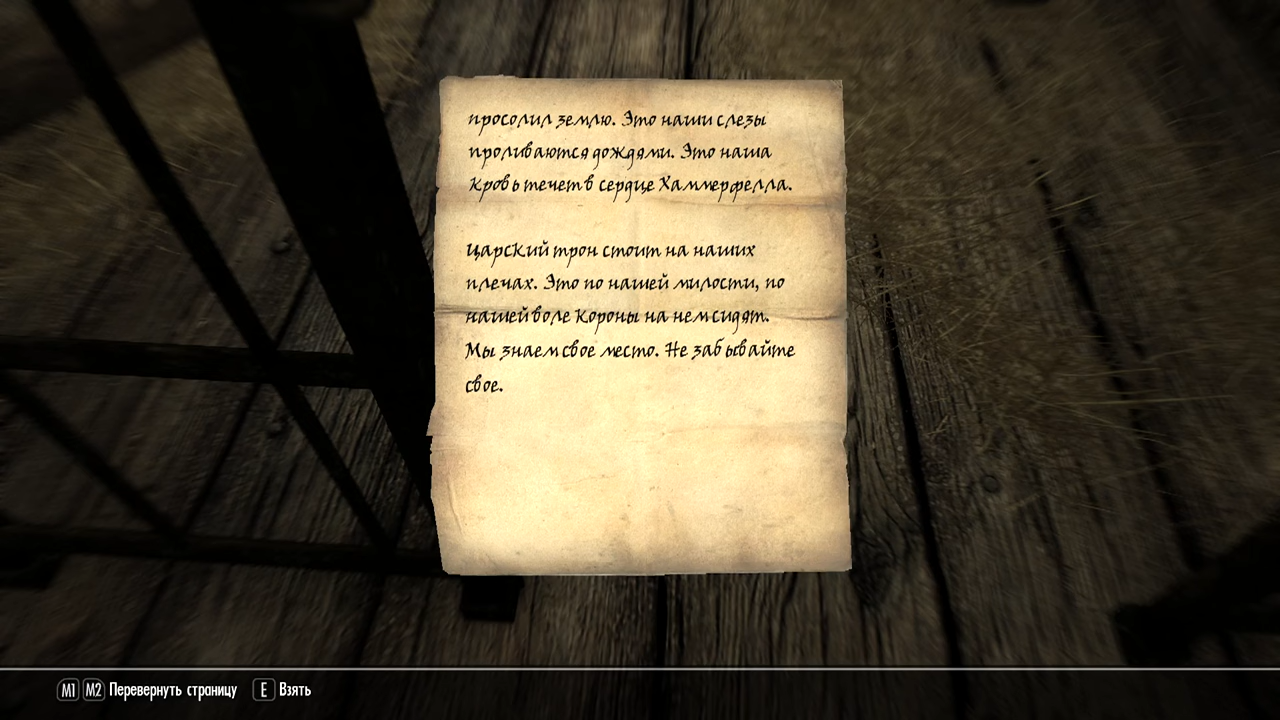 просолил землю. Это наши слезы
проливаются дождями. Это наша
кровь течет в сердце Хаммерфелла.
Царский трон стоит на наших
плечах. Это по нашей милости, по
нашей воле Короны на нем сидят.
Мы знаем свое место. Не забывайте
свое.
M1 M2 Перевернуть страницу E Взять